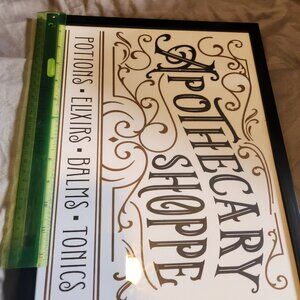 APOTHECARY
SHOPPE
POTIONS • ELIXIRS • BALMS • TONICS